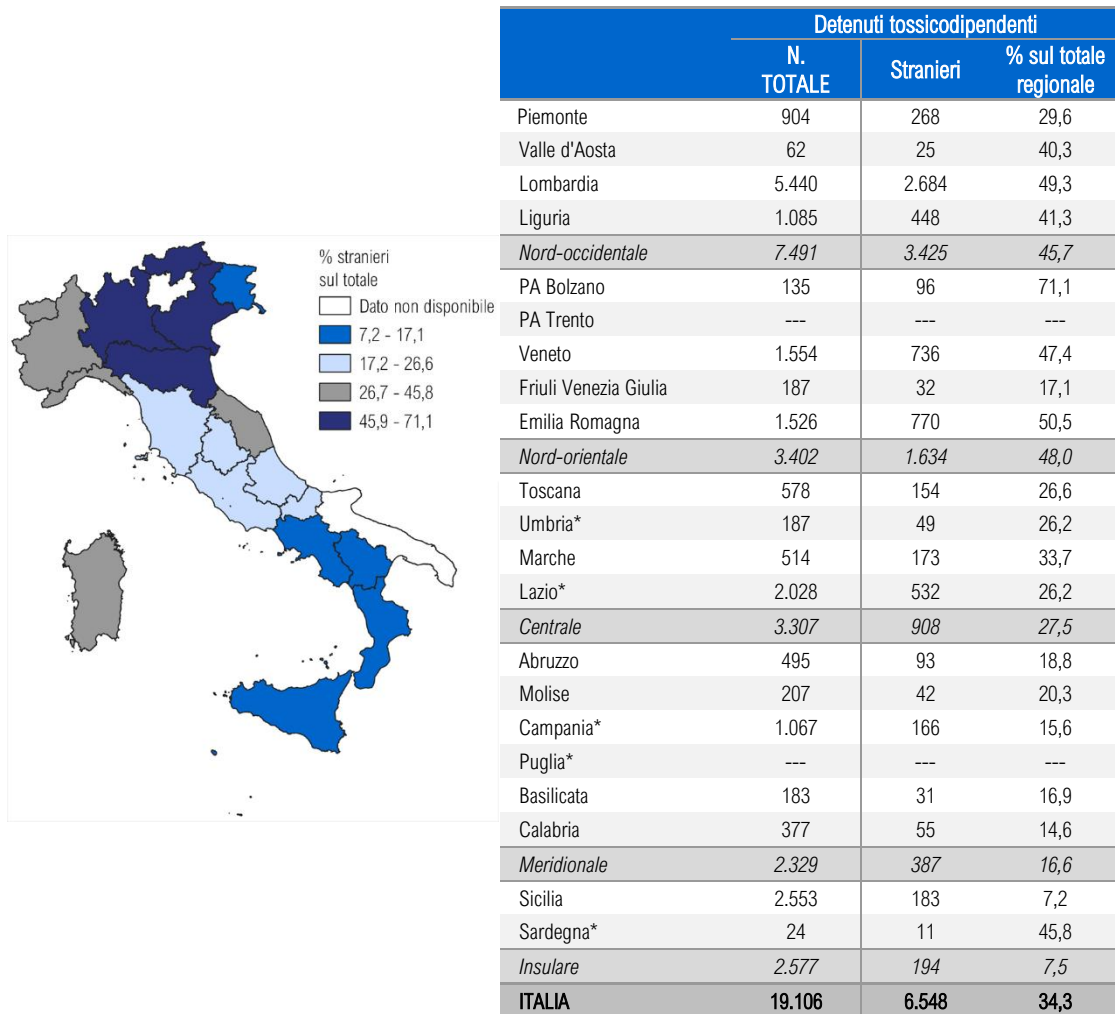 % stranieri
sul totale
Dato non disponibile
7,2 - 17,1
17,2 - 26,6
26,7 - 45,8
45,9 - 71,1
Detenuti tossicodipendenti
N. TOTALE Stranieri % sul totale regionale
Piemonte 904 268 29,6
Valle d'Aosta 62 25 40,3
Lombardia 5.440 2.684 49,3
Liguria 1.085 448 41,3
Nord-occidentale 7.491 3.425 45,7
PA Bolzano 135 96 71,1
PA Trento --- --- ---
Veneto 1.554 736 47,4
Friuli Venezia Giulia 187 32 17,1
Emilia Romagna 1.526 770 50,5
Nord-orientale 3.402 1.634 48,0
Toscana 578 154 26,6
Umbria* 187 49 26,2
Marche 514 173 33,7
Lazio* 2.028 532 26,2
Centrale 3.307 908 27,5
Abruzzo 495 93 18,8
Molise 207 42 20,3
Campania* 1.067 166 15,6
Puglia* --- --- ---
Basilicata 183 31 16,9
Calabria 377 55 14,6
Meridionale 2.329 387 16,6
Sicilia 2.553 183 7,2
Sardegna* 24 11 45,8
Insulare 2.577 194 7,5
ITALIA 19.106 6.548 34,3